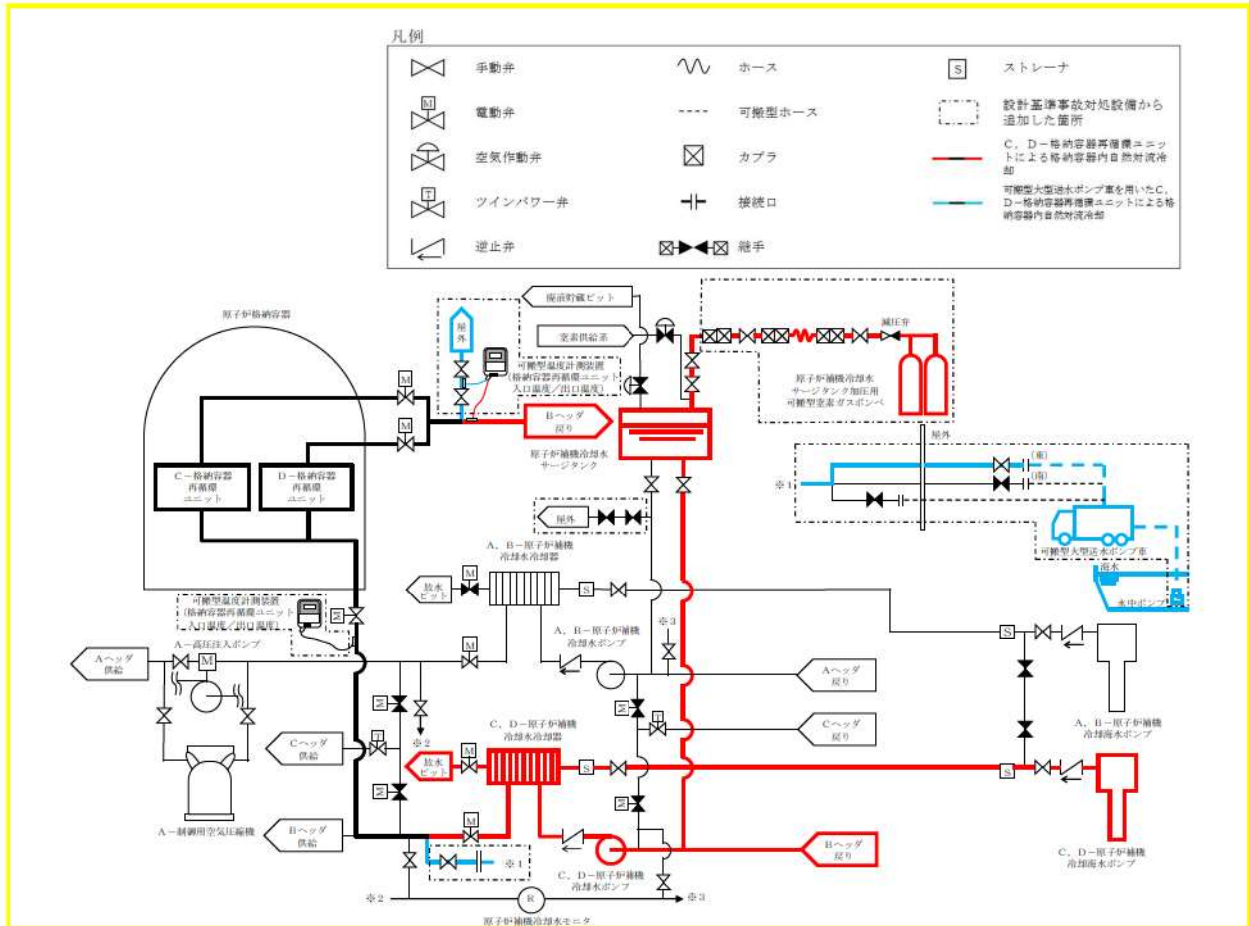 凡例
手動弁
ホース
S
ストレーナ
M
電動弁
可搬型ホース
設計基準事故対処設備から
追加した箇所
空気作動弁
カプラ
C,D-格納容器再循環ユニッ
トによる格納容器内自然対流冷
却
T
ツインパワー弁
接続口
可搬型大型送水ポンプ車を用いたC,
D-格納容器再循環ユニットによる格
納容器内自然対流冷却
逆止弁
継手
原子炉格納容器
屋外
廃液貯蔵ピット
窒素供給系
減圧弁
可搬型温度計測装置
(格納容器再循環ユニット
入口温度/出口温度)
原子炉補機冷却水
サージタンク加圧用
可搬型窒素ガスボンベ
M
M
Bヘッダ
戻り
原子炉補機冷却水
サージタンク
屋外
(東)
(南)
※1
C-格納容器
再循環
ユニット
D-格納容器
再循環
ユニット
屋外
可搬型大型送水ポンプ車
海水
水中ポンプ
A,B-原子炉補機
冷却水冷却器
M
放水
ピット
S
可搬型温度計測装置
(格納容器再循環ユニット
入口温度/出口温度)
M
A,B-原子炉補機
冷却水ポンプ
※3
S
A-高圧注入ポンプ
Aヘッダ
供給
M
M
Aヘッダ
戻り
M
M
Cヘッダ
戻り
T
A,B-原子炉補機
冷却海水ポンプ
※2
C,D-原子炉補機
冷却水冷却器
Cヘッダ
供給
T
放水
ピット
M
S
S
M
M
A-制御用空気圧縮機
Bヘッダ
供給
M
Bヘッダ
戻り
※1
C,D-原子炉補機
冷却水ポンプ
C,D-原子炉補機
冷却海水ポンプ
※2
R
※3
原子炉補機冷却水モニタ